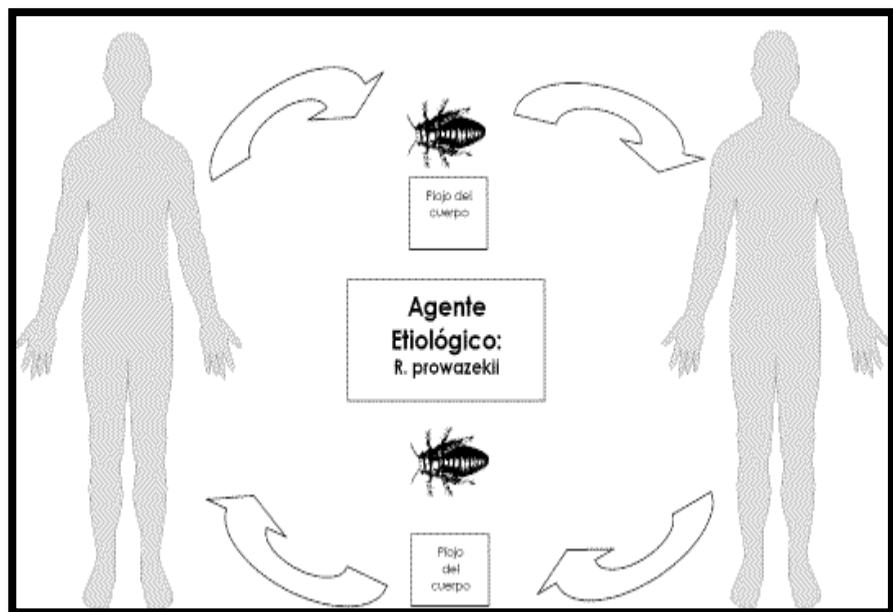 Piojo del
cuerpo
Agente
Etiológico:
R. prowazekii
Piojo
del
cuerpo